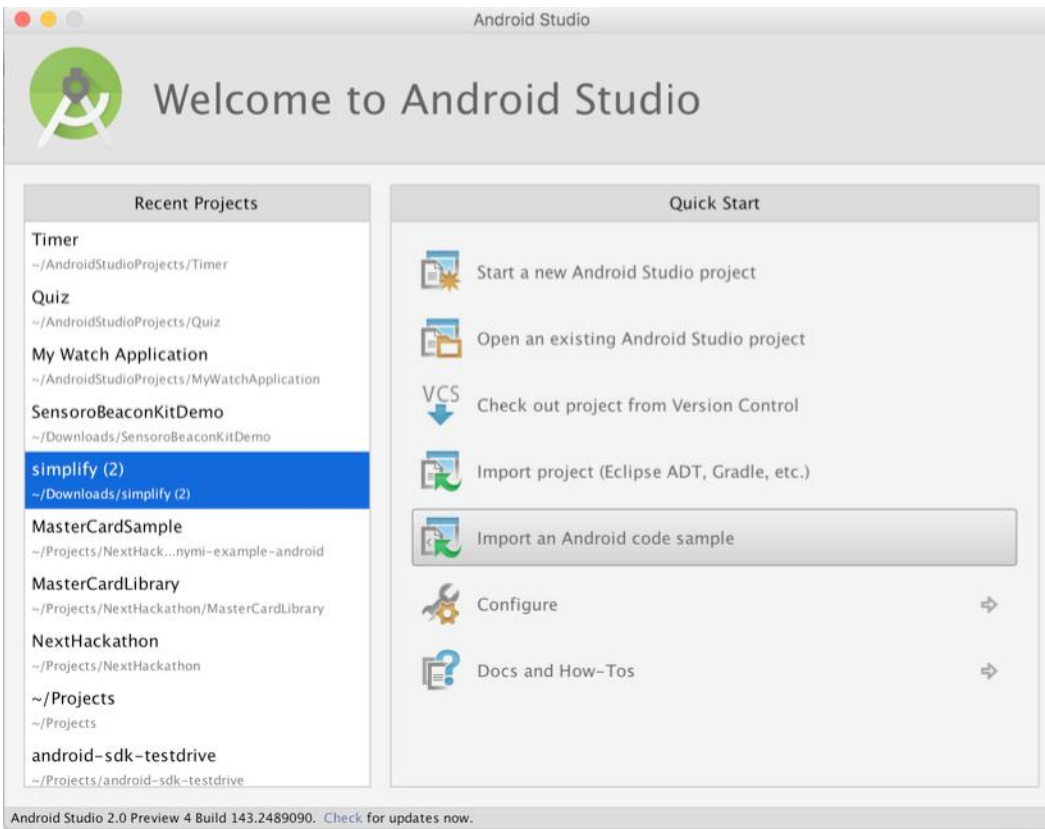 Android Studio
Welcome to Android Studio
Recent Projects
Timer
~/AndroidStudioProjects/Timer
Quiz
~/AndroidStudioProjects/Quiz
My Watch Application
~/AndroidStudioProjects/MyWatchApplication
SensoroBeaconKitDemo
~/Downloads/SensoroBeaconKitDemo
simplify (2)
~/Downloads/simplify (2)
MasterCardSample
~/Projects/NextHack...nymi-example-android
MasterCardLibrary
~/Projects/NextHackathon/MasterCardLibrary
NextHackathon
~/Projects/NextHackathon
~/Projects
~/Projects
android-sdk-testdrive
~/Projects/android-sdk-testdrive
Quick Start
Start a new Android Studio project
Open an existing Android Studio project
VCS
Check out project from Version Control
Import project (Eclipse ADT, Gradle, etc.)
Import an Android code sample
Configure
Docs and How-Tos
Android Studio 2.0 Preview 4 Build 143.2489090. Check for updates now.